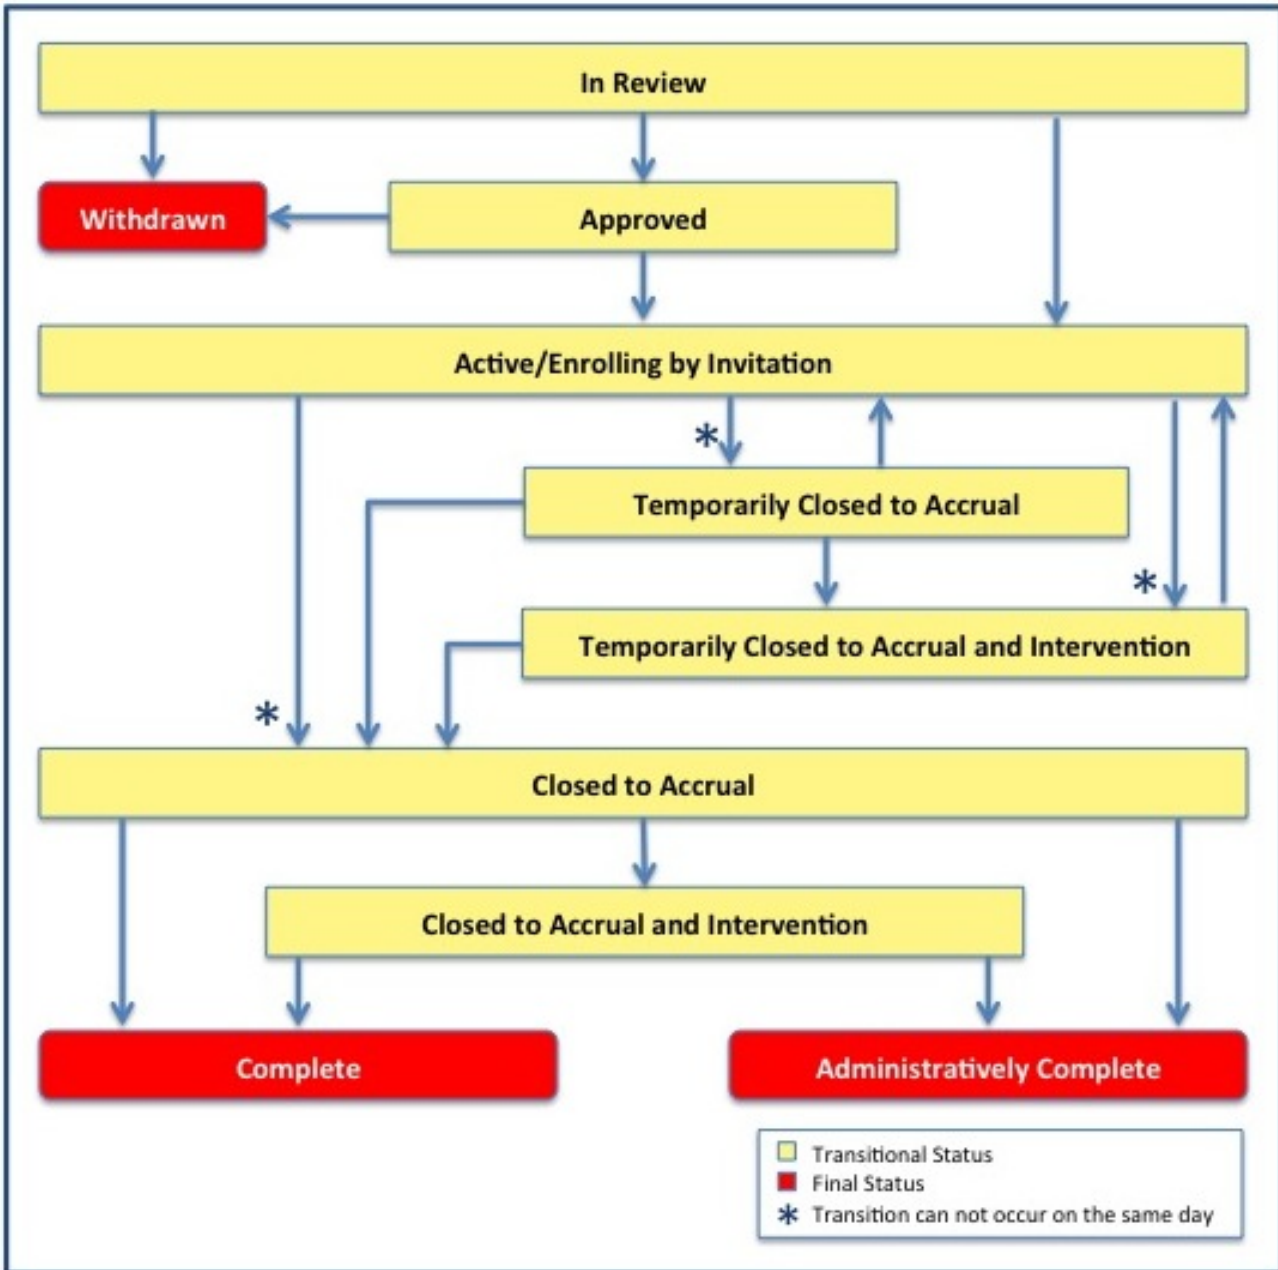 In Review
Withdrawn
Approved
Active/Enrolling by Invitation
*
Temporarily Closed to Accrual
*
Temporarily Closed to Accrual and Intervention
*
Closed to Accrual
Closed to Accrual and Intervention
Complete
Administratively Complete
Transitional Status
Final Status
* Transition can not occur on the same day